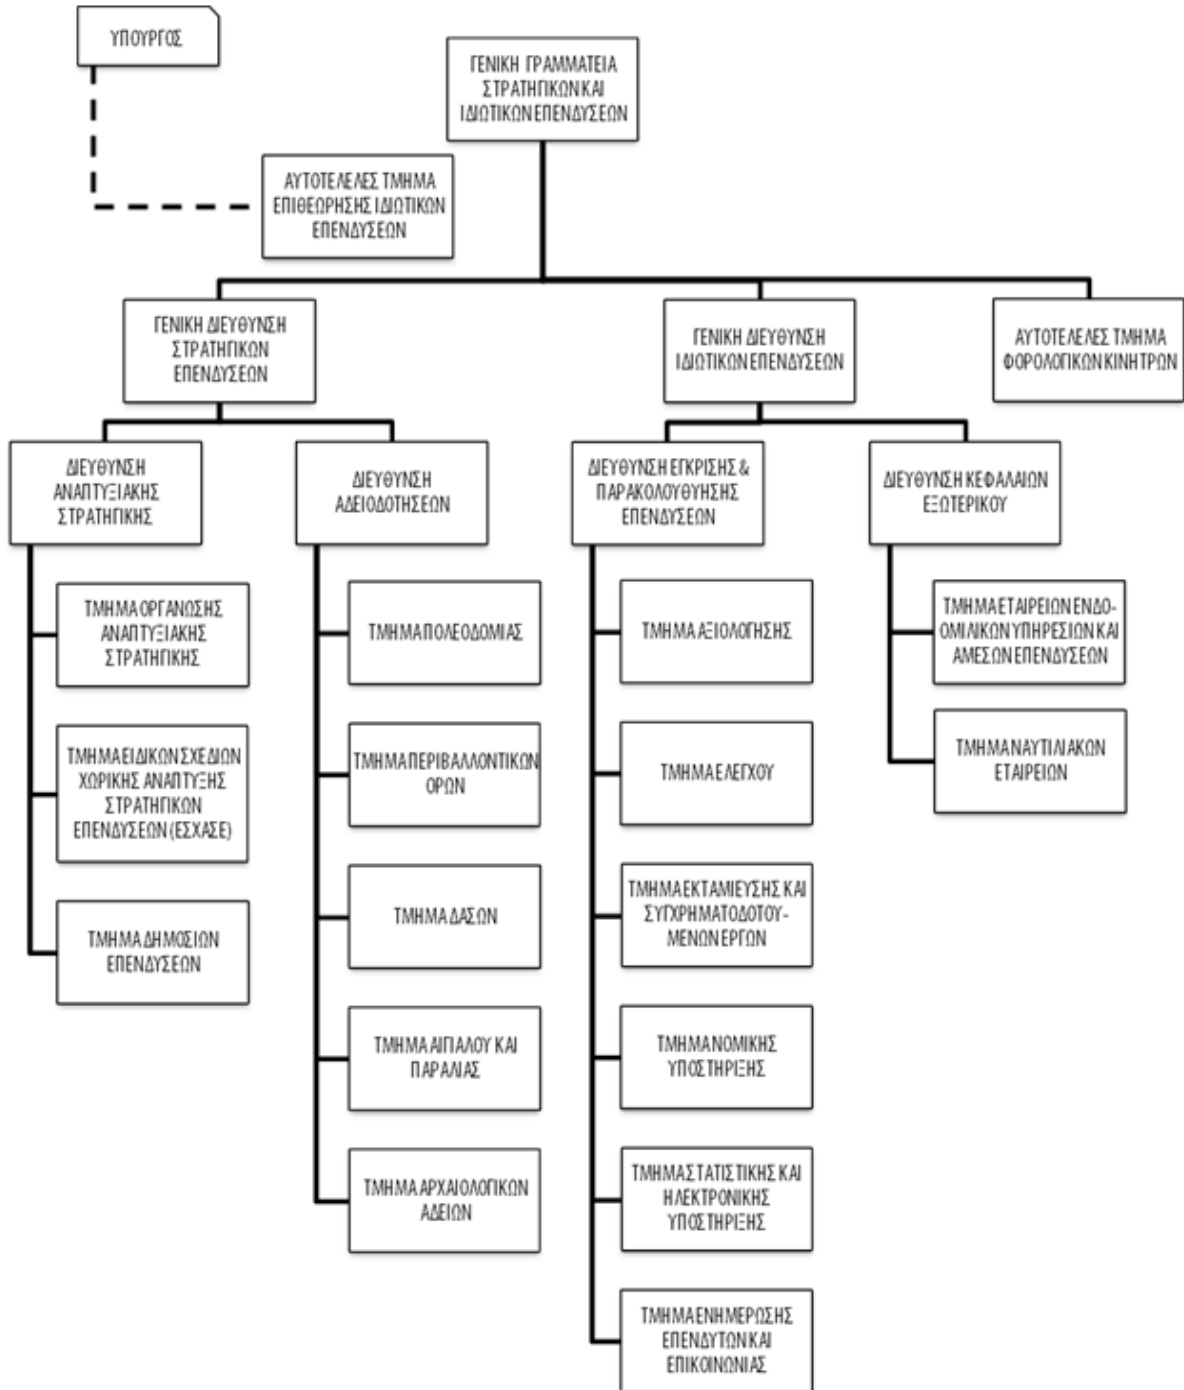 ΥΠΟΥΡΓΟΣ
ΓΕΝΙΚΗ ΓΡΑΜΜΑΤΕΙΑ
ΣΤΡΑΤΗΓΙΚΩΝ ΚΑΙ
ΙΔΙΩΤΙΚΩΝ ΕΠΕΝΔΥΣΕΩΝ
ΑΥΤΟΤΕΛΕΛΕΣ ΤΜΗΜΑ
ΕΠΙΘΕΩΡΗΣΗΣ ΙΔΙΩΤΙΚΩΝ
ΕΠΕΝΔΥΣΕΩΝ
ΓΕΝΙΚΗ ΔΙΕΥΘΥΝΣΗ
ΣΤΡΑΤΗΓΙΚΩΝ
ΕΠΕΝΔΥΣΕΩΝ
ΓΕΝΙΚΗ ΔΙΕΥΘΥΝΣΗ
ΙΔΙΩΤΙΚΩΝ ΕΠΕΝΔΥΣΕΩΝ
ΑΥΤΟΤΕΛΕΛΕΣ ΤΜΗΜΑ
ΦΟΡΟΛΟΓΙΚΩΝ ΚΙΝΗΤΡΩΝ
ΔΙΕΥΘΥΝΣΗ
ΑΝΑΠΤΥΞΙΑΚΗΣ
ΣΤΡΑΤΗΓΙΚΗΣ
ΔΙΕΥΘΥΝΣΗ
ΑΔΕΙΟΔΟΤΗΣΕΩΝ
ΔΙΕΥΘΥΝΣΗ ΕΓΚΡΙΣΗΣ &
ΠΑΡΑΚΟΛΟΥΘΥΗΣΗΣ
ΕΠΕΝΔΥΣΕΩΝ
ΔΙΕΥΘΥΝΣΗ ΚΕΦΑΛΑΙΩΝ
ΕΞΩΤΕΡΙΚΟΥ
ΤΜΗΜΑ ΟΡΓΑΝΩΣΗΣ
ΑΝΑΠΤΥΞΙΑΚΗΣ
ΣΤΡΑΤΗΓΙΚΗΣ
ΤΜΗΜΑ ΕΙΔΙΚΩΝ ΣΧΕΔΙΩΝ
ΧΩΡΙΚΗΣ ΑΝΑΠΤΥΞΗΣ
ΣΤΡΑΤΗΓΙΚΩΝ
ΕΠΕΝΔΥΣΕΩΝ (ΕΣΧΑΣΕ)
ΤΜΗΜΑ ΔΗΜΟΣΙΩΝ
ΕΠΕΝΔΥΣΕΩΝ
ΤΜΗΜΑ ΠΟΛΕΟΔΟΜΙΑΣ
ΤΜΗΜΑ ΠΕΡΙΒΑΛΛΟΝΤΙΚΩΝ
ΟΡΩΝ
ΤΜΗΜΑ ΔΑΣΩΝ
ΤΜΗΜΑ ΑΙΓΙΑΛΟΥ ΚΑΙ
ΠΑΡΑΛΙΑΣ
ΤΜΗΜΑ ΑΡΧΑΙΟΛΟΓΙΚΩΝ
ΑΔΕΙΩΝ
ΤΜΗΜΑ ΑΞΙΟΛΟΓΗΣΗΣ
ΤΜΗΜΑ ΕΛΕΓΧΟΥ
ΤΜΗΜΑ ΕΚΤΑΜΙΕΥΣΗΣ ΚΑΙ
ΣΥΓΧΡΗΜΑΤΟΔΟΤΟΥ-
ΜΕΝΩΝ ΕΡΓΩΝ
ΤΜΗΜΑ ΝΟΜΙΚΗΣ
ΥΠΟΣΤΗΡΙΞΗΣ
ΤΜΗΜΑ ΣΤΑΤΙΣΤΙΚΗΣ ΚΑΙ
ΗΛΕΚΤΡΟΝΙΚΗΣ
ΥΠΟΣΤΗΡΙΞΗΣ
ΤΜΗΜΑ ΕΝΗΜΕΡΩΣΗΣ
ΕΠΕΝΔΥΤΩΝ ΚΑΙ
ΕΠΙΚΟΙΝΩΝΙΑΣ
ΤΜΗΜΑ ΕΤΑΙΡΕΙΩΝ ΕΝΔΟ-
ΟΜΙΛΙΚΩΝ ΥΠΗΡΕΣΙΩΝ ΚΑΙ
ΑΜΕΣΩΝ ΕΠΕΝΔΥΣΕΩΝ
ΤΜΗΜΑ ΝΑΥΤΙΛΙΑΚΩΝ
ΕΤΑΙΡΕΙΩΝ